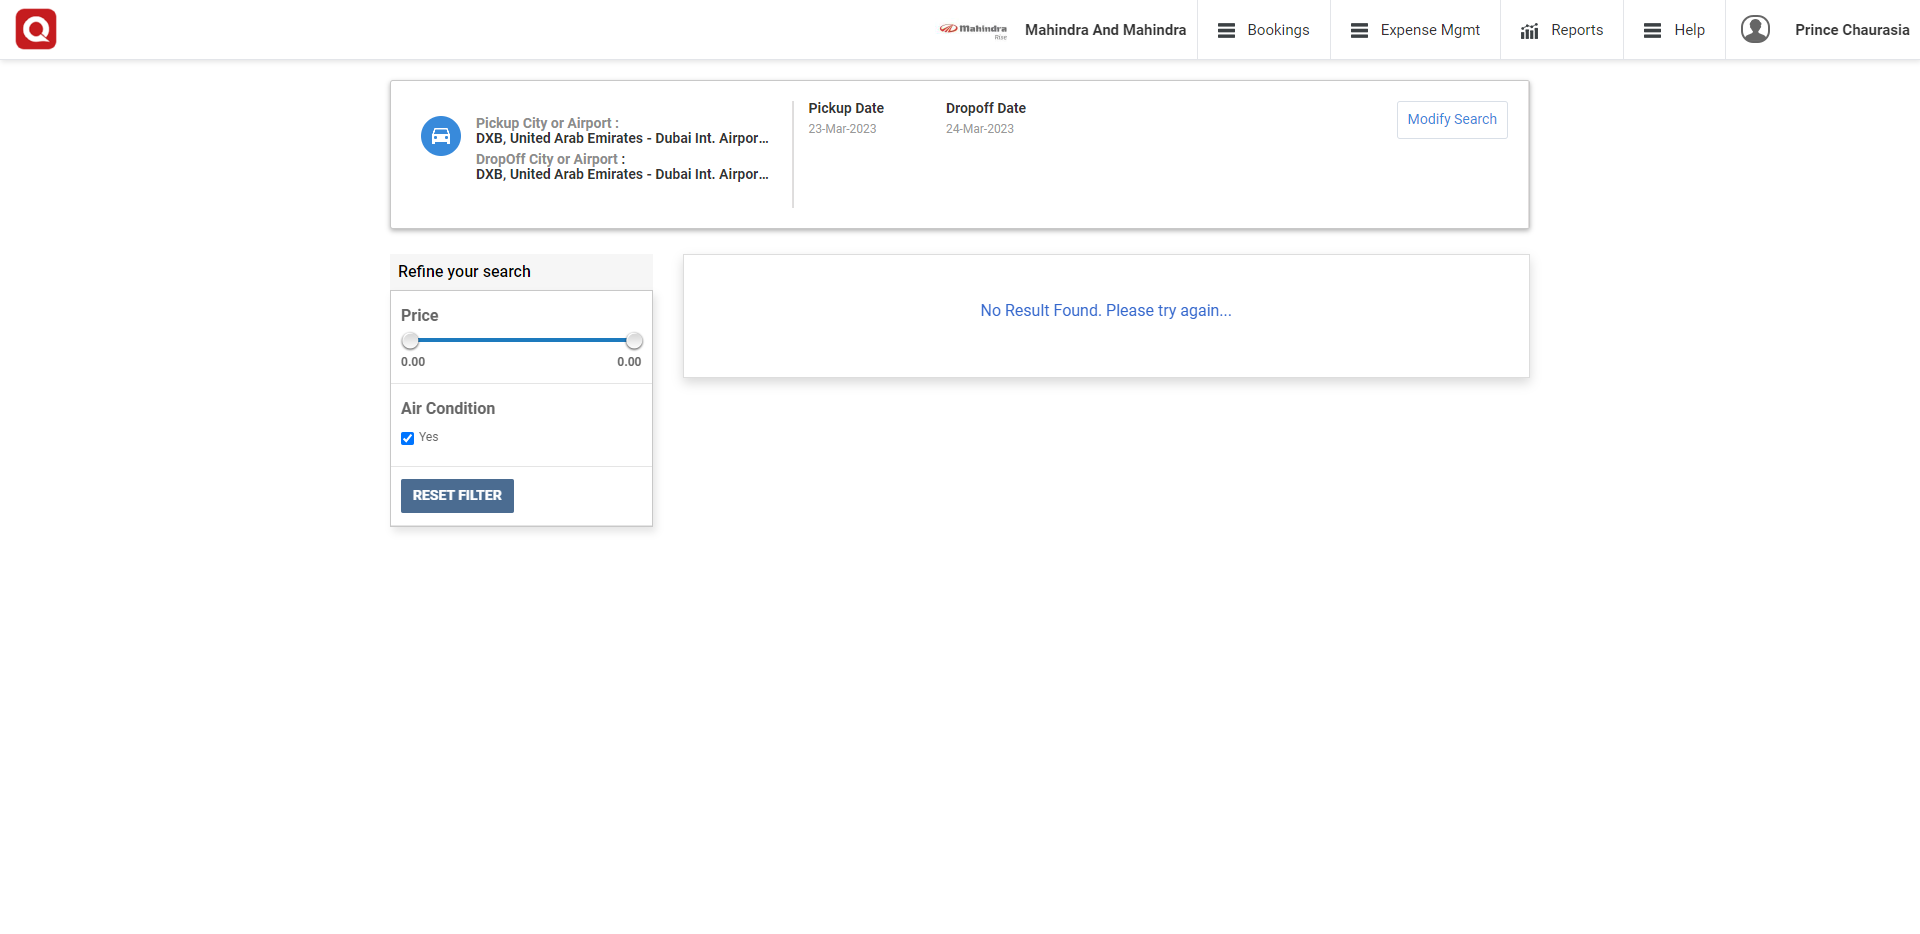 Q
Mahindra
Rise
Mahindra And Mahindra
Bookings
Expense Mgmt
Reports
Help
Prince Chaurasia
Pickup City or Airport :
DXB, United Arab Emirates - Dubai Int. Airpor...
DropOff City or Airport :
DXB, United Arab Emirates - Dubai Int. Airpor...
Pickup Date
23-Mar-2023
Dropoff Date
24-Mar-2023
Modify Search
Refine your search
Price
0.00 0.00
Air Condition
Yes
RESET FILTER
No Result Found. Please try again...